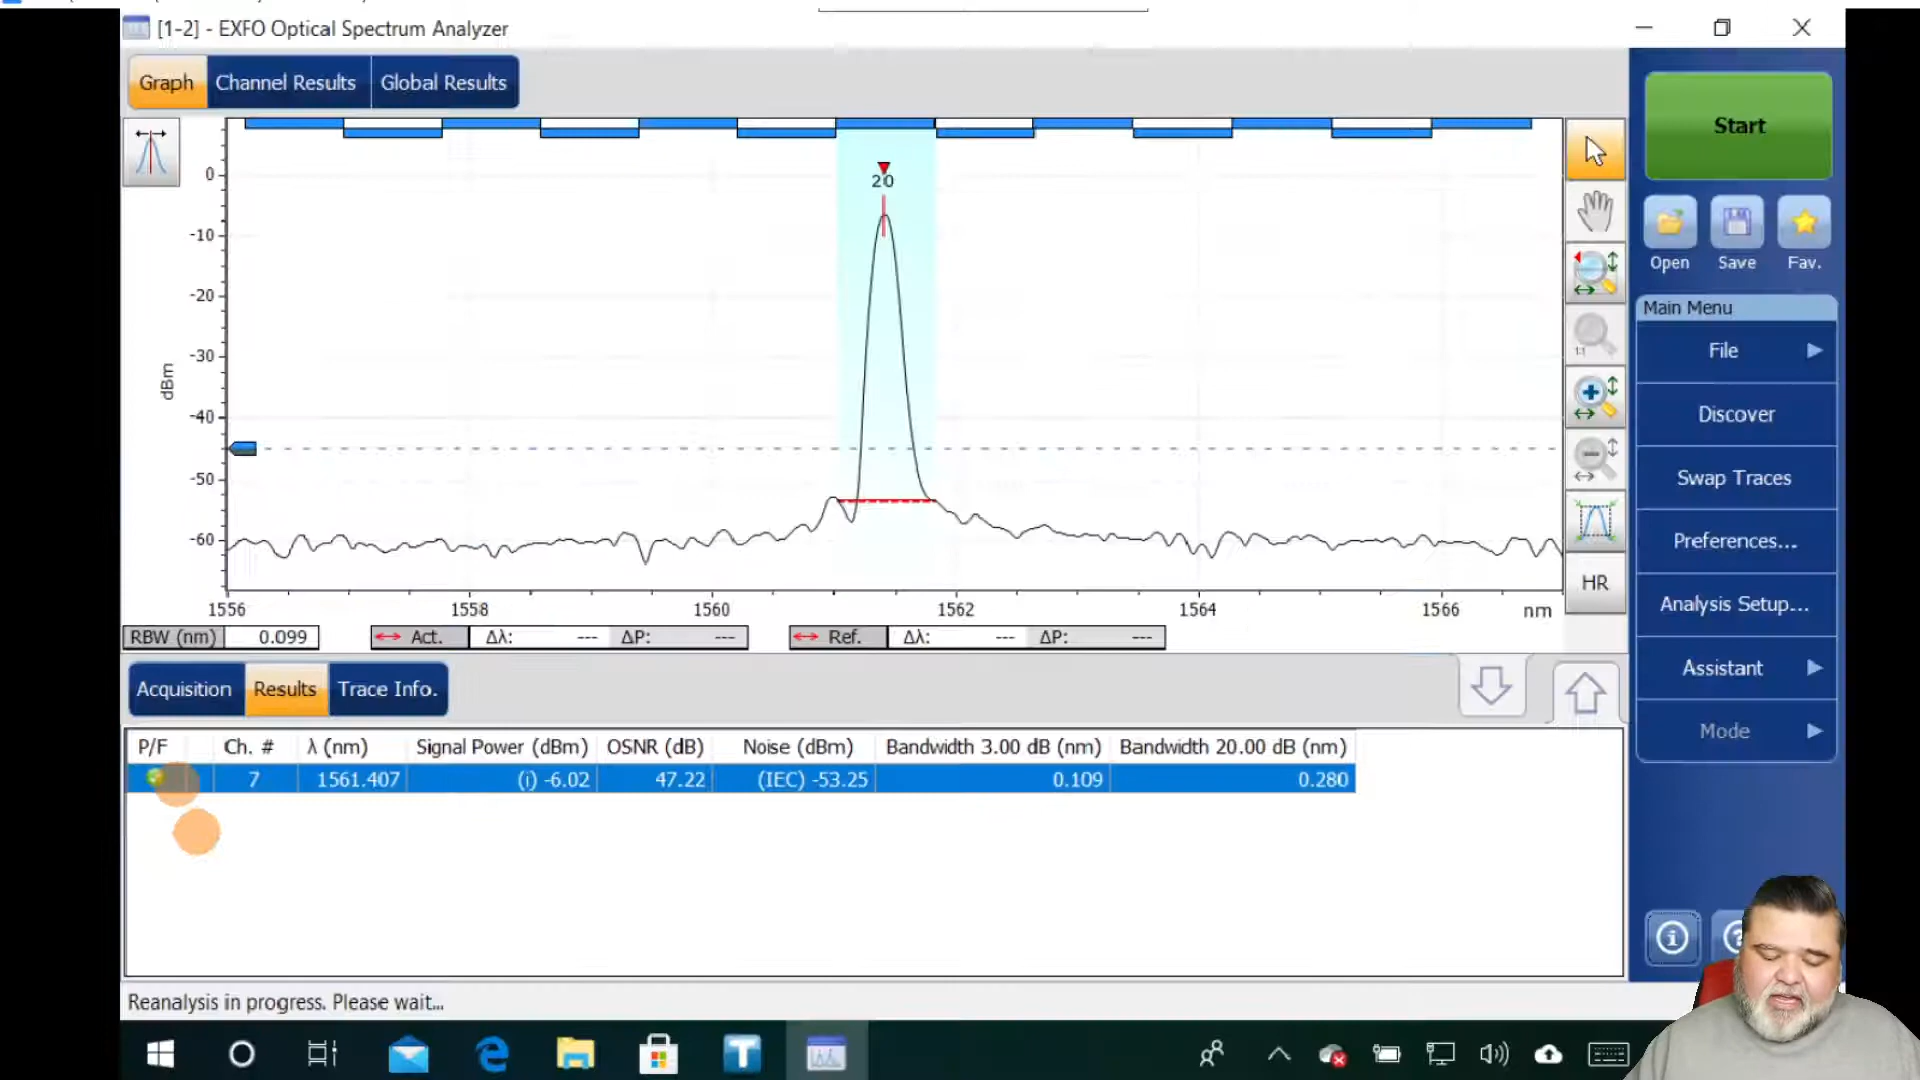 [1-2] - EXFO Optical Spectrum Analyzer
Graph
Channel Results
Global Results
0
-10
-20
-30
-40
-50
-60
dBm
20
1556
1558
1560
1562
1564
1566
nm
RBW (nm) 0.099
Act. Δλ: --- ΔP: ---
Ref. Δλ: --- ΔP: ---
1:1
HR
Start
Open
Save
Fav.
Main Menu
File
Discover
Swap Traces
Preferences...
Analysis Setup...
Assistant
Mode
Acquisition
Results
Trace Info.
P/F Ch. # λ (nm) Signal Power (dBm) OSNR (dB) Noise (dBm) Bandwidth 3.00 dB (nm) Bandwidth 20.00 dB (nm)
7 1561.407 (i) -6.02 47.22 (IEC) -53.25 0.109 0.280
Reanalysis in progress. Please wait...